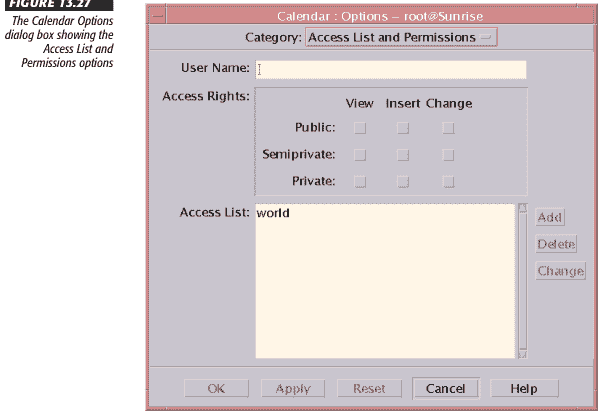 FIGURE 13.27
The Calendar Options
dialog box showing the
Access List and
Permissions options
Calendar : Options – root@Sunrise
Category: Access List and Permissions
User Name:
Access Rights:
View Insert Change
Public:
Semiprivate:
Private:
Access List: world
Add
Delete
Change
OK Apply Reset Cancel Help